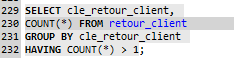 229 SELECT cle_retour_client,
230 COUNT(*) FROM retour_client
231 GROUP BY cle_retour_client
232 HAVING COUNT(*) > 1;